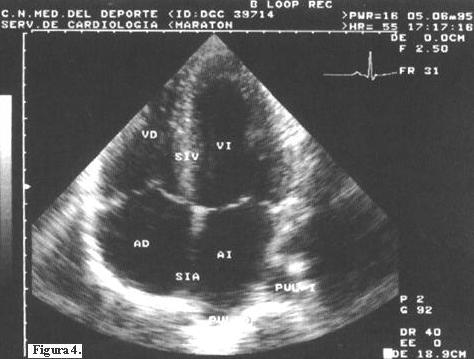 B LOOP REC
C.N.MED.DEL DEPORTE <ID:DGC 39714 >PWR=16 05.06m95
SERV.DE CARDIOLOGIA <MARATON >HR= 55 17:17:16
DE 0.0CM
F 2.50
FR 31
VD
VI
SIV
AD
AI
SIA
P 2
G 92
DR 40
EE 0
DE 18.9CM
Figura 4.